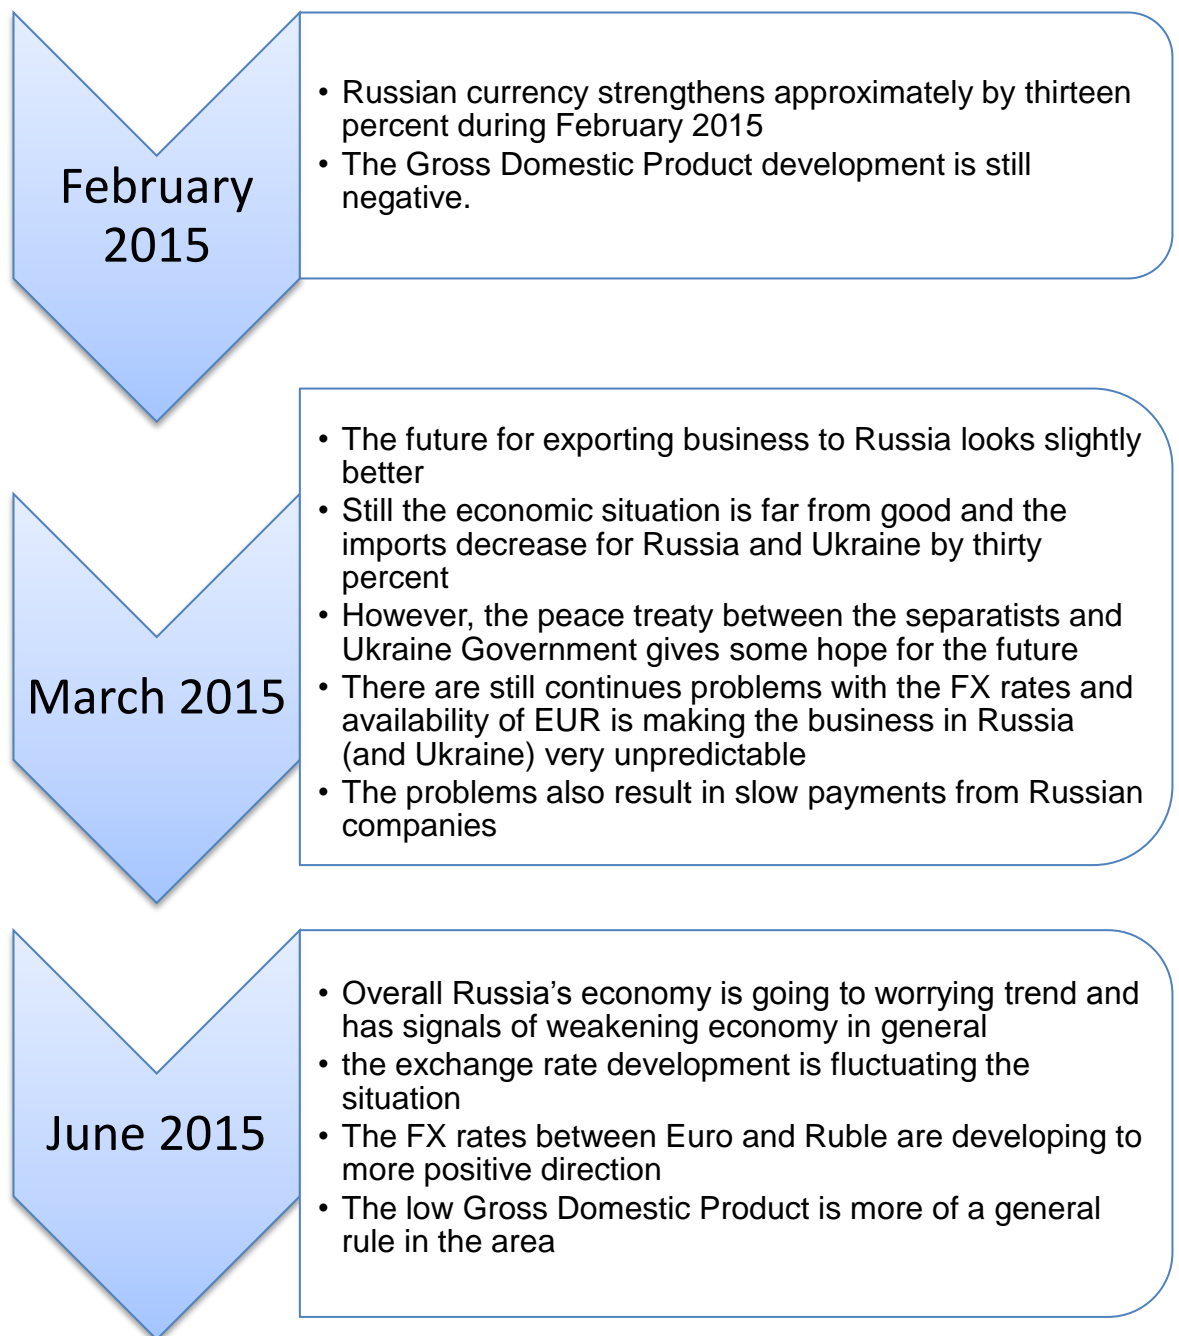 February
2015
• Russian currency strengthens approximately by thirteen
percent during February 2015
• The Gross Domestic Product development is still
negative.
March 2015
• The future for exporting business to Russia looks slightly
better
• Still the economic situation is far from good and the
imports decrease for Russia and Ukraine by thirty
percent
• However, the peace treaty between the separatists and
Ukraine Government gives some hope for the future
• There are still continues problems with the FX rates and
availability of EUR is making the business in Russia
(and Ukraine) very unpredictable
• The problems also result in slow payments from Russian
companies
June 2015
• Overall Russia’s economy is going to worrying trend and
has signals of weakening economy in general
• the exchange rate development is fluctuating the
situation
• The FX rates between Euro and Ruble are developing to
more positive direction
• The low Gross Domestic Product is more of a general
rule in the area